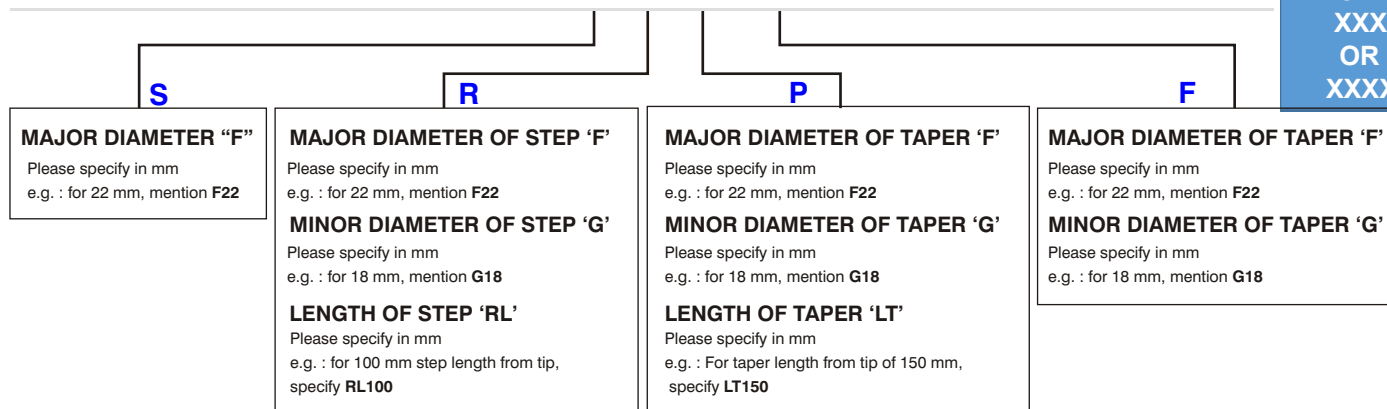 XXX
OR
XXXX
S
MAJOR DIAMETER “F”
Please specify in mm
e.g. : for 22 mm, mention F22
R
MAJOR DIAMETER OF STEP ‘F’
Please specify in mm
e.g. : for 22 mm, mention F22
MINOR DIAMETER OF STEP ‘G’
Please specify in mm
e.g. : for 18 mm, mention G18
LENGTH OF STEP ‘RL’
Please specify in mm
e.g. : for 100 mm step length from tip,
specify RL100
P
MAJOR DIAMETER OF TAPER ‘F’
Please specify in mm
e.g. : for 22 mm, mention F22
MINOR DIAMETER OF TAPER ‘G’
Please specify in mm
e.g. : for 18 mm, mention G18
LENGTH OF TAPER ‘LT’
Please specify in mm
e.g. : For taper length from tip of 150 mm,
specify LT150
F
MAJOR DIAMETER OF TAPER ‘F’
Please specify in mm
e.g. : for 22 mm, mention F22
MINOR DIAMETER OF TAPER ‘G’
Please specify in mm
e.g. : for 18 mm, mention G18